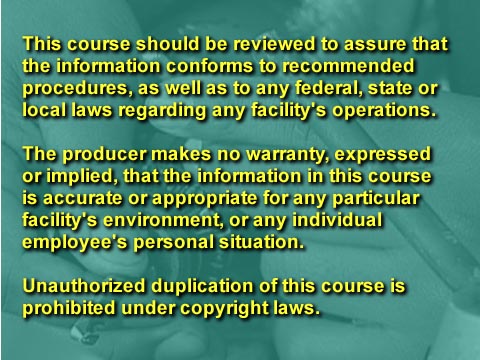 This course should be reviewed to assure that
the information conforms to recommended
procedures, as well as to any federal, state or
local laws regarding any facility's operations.
The producer makes no warranty, expressed
or implied, that the information in this course
is accurate or appropriate for any particular
facility's environment, or any individual
employee's personal situation.
Unauthorized duplication of this course is
prohibited under copyright laws.